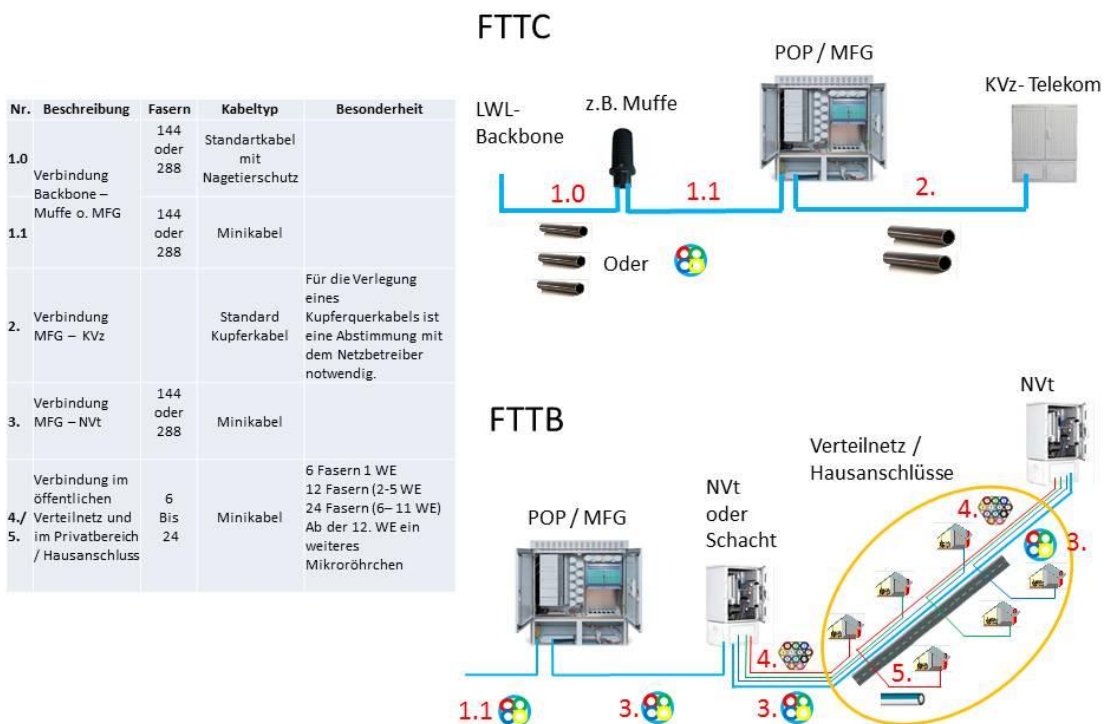 FTTC
POP / MFG
KVz- Telekom
z.B. Muffe
LWL-
Backbone
1.0
1.1
2.
Oder
Nr. Beschreibung Fasern Kabeltyp Besonderheit
1.0
Verbindung
Backbone –
Muffe o. MFG
144
oder
288
Standartkabel
mit
Nagetierschutz
1.1
144
oder
288
Minikabel
2.
Verbindung
MFG – KVz
Standard
Kupferkabel
Für die Verlegung
eines
Kupferquerkabels ist
eine Abstimmung mit
dem Netzbetreiber
notwendig.
3.
Verbindung
MFG – NVt
144
oder
288
Minikabel
4./
5.
Verbindung im
öffentlichen
Verteilnetz und
im Privatbereich
/ Hausanschluss
6
Bis
24
Minikabel
6 Fasern 1 WE
12 Fasern (2-5 WE
24 Fasern (6– 11 WE)
Ab der 12. WE ein
weiteres
Mikroröhrchen
FTTB
NVt
Verteilnetz /
Hausanschlüsse
NVt
oder
Schacht
POP / MFG
4.
3.
4.
5.
1.1
3.
3.